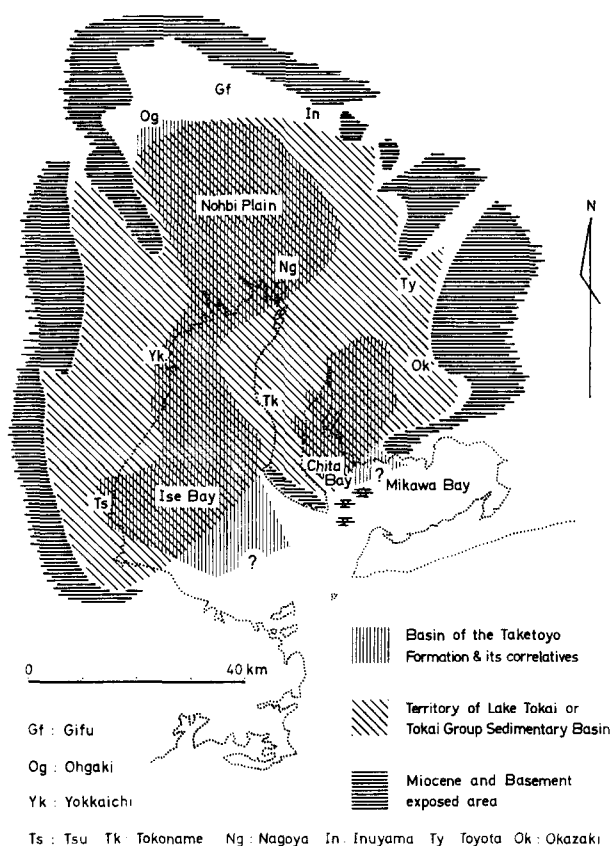 Gf
Og
In
Nohbi Plain
N
Ng
Ty
Yk
Ok
Tk
Chita
Bay
?
Mikawa Bay
Ts
Ise Bay
?
Basin of the Taketoyo
Formation & its correlatives
0 40 km
Territory of Lake Tokai or
Tokai Group Sedimentary Basin
Gf : Gifu
Og : Ohgaki
Yk : Yokkaichi
Miocene and Basement
exposed area
Ts : Tsu Tk : Tokoname Ng : Nagoya In : Inuyama Ty : Toyota Ok : Okazaki